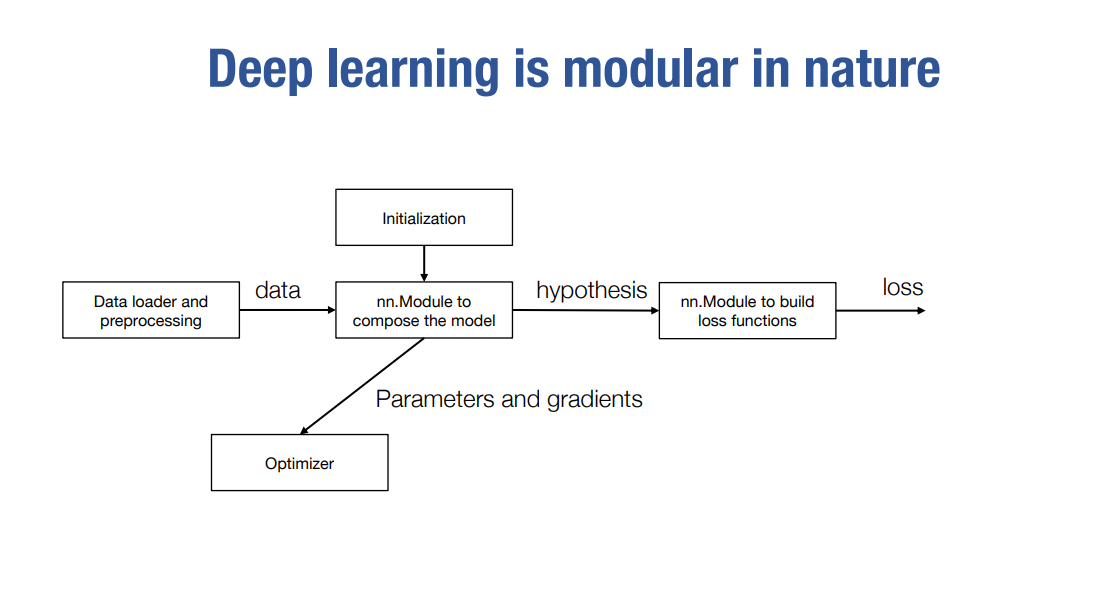 Deep learning is modular in nature
Initialization
Data loader and
preprocessing
data
nn.Module to
compose the model
hypothesis
nn.Module to build
loss functions
loss
Parameters and gradients
Optimizer